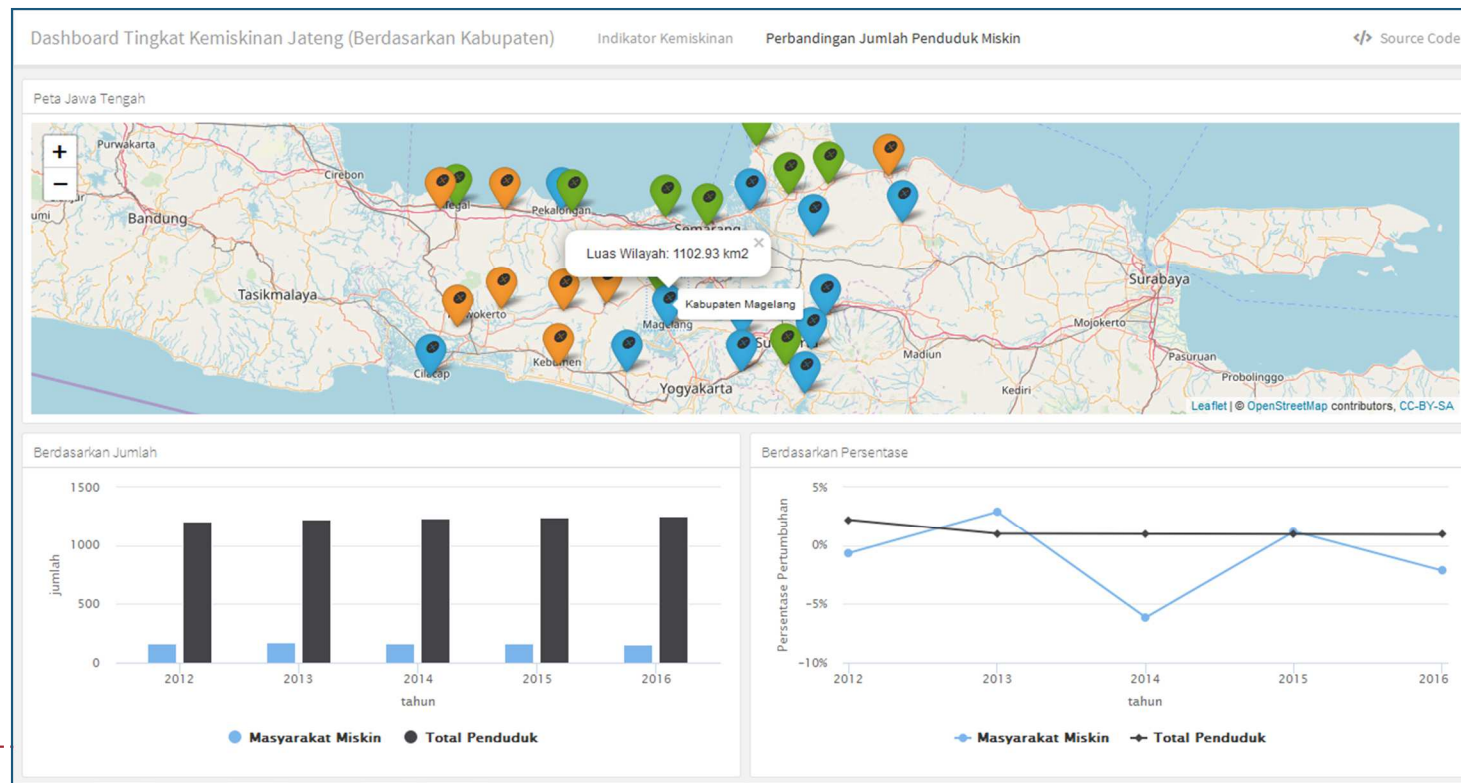 Dashboard Tingkat Kemiskinan Jateng (Berdasarkan Kabupaten) Indikator Kemiskinan Perbandingan Jumlah Penduduk Miskin </> Source Code
Peta Jawa Tengah
+
−
Purwakarta
Cirebon
Bandung
Tasikmalaya
Pekalongan
Semarang
Luas Wilayah: 1102.93 km2 ×
Kabupaten Magelang
Magelang
Cilacap
Yogyakarta
Surabaya
Mojokerto
Madiun
Pasuruan
Kediri
Probolinggo
Leaflet | © OpenStreetMap contributors, CC-BY-SA
Berdasarkan Jumlah
1500
1000
500
0
jumlah
2012 2013 2014 2015 2016
tahun
Masyarakat Miskin Total Penduduk
Berdasarkan Persentase
5%
0%
-5%
-10%
Persentase Pertumbuhan
2012 2013 2014 2015 2016
tahun
Masyarakat Miskin Total Penduduk